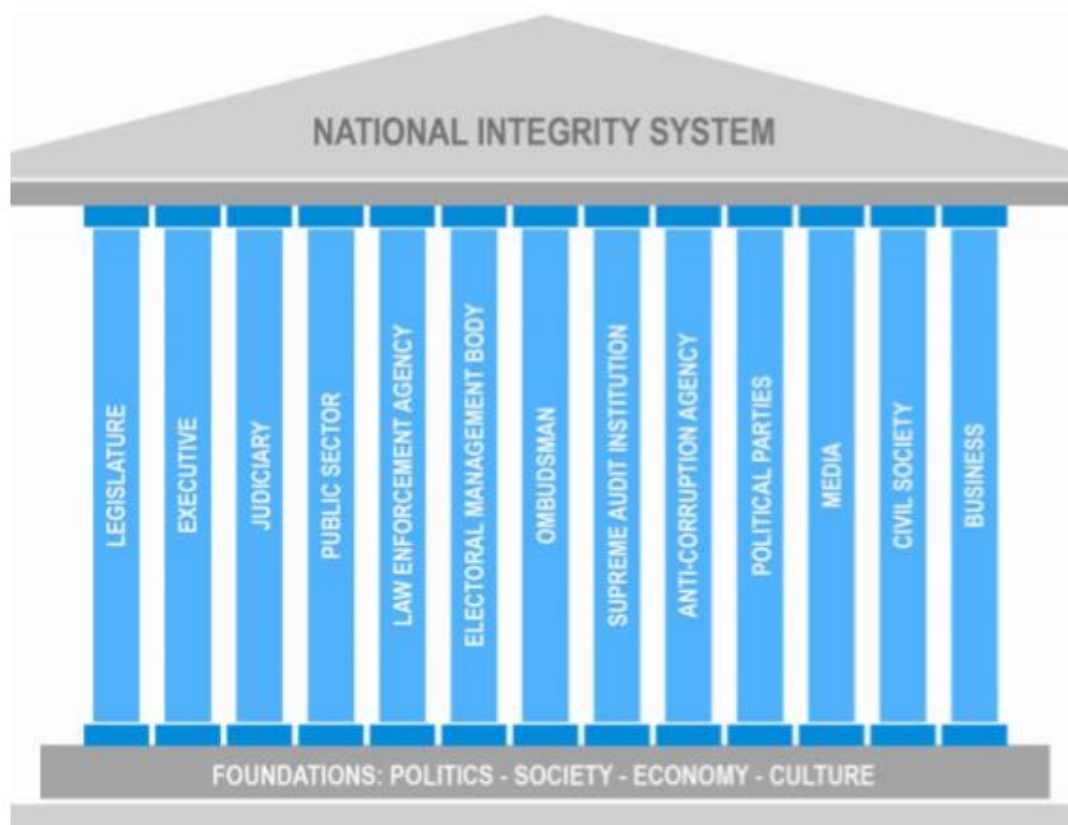 NATIONAL INTEGRITY SYSTEM
LEGISLATURE
EXECUTIVE
JUDICIARY
PUBLIC SECTOR
LAW ENFORCEMENT AGENCY
ELECTORAL MANAGEMENT BODY
OMBUDSMAN
SUPREME AUDIT INSTITUTION
ANTI-CORRUPTION AGENCY
POLITICAL PARTIES
MEDIA
CIVIL SOCIETY
BUSINESS
FOUNDATIONS: POLITICS - SOCIETY - ECONOMY - CULTURE